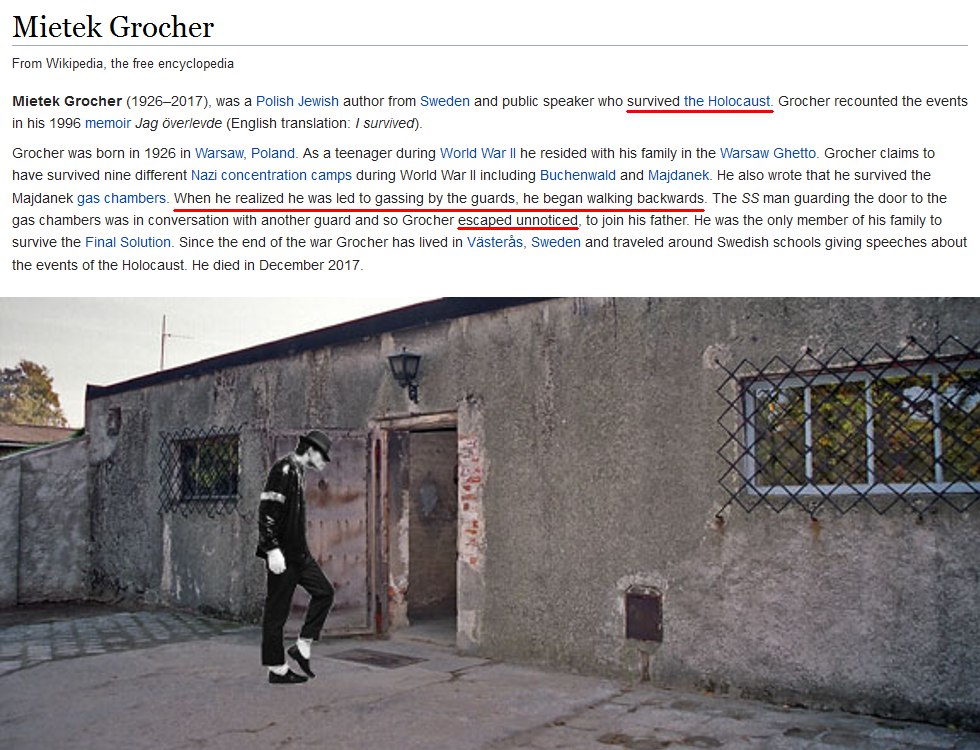 Mietek Grocher
From Wikipedia, the free encyclopedia
Mietek Grocher (1926–2017), was a Polish Jewish author from Sweden and public speaker who survived the Holocaust. Grocher recounted the events
in his 1996 memoir Jag överlevde (English translation: I survived).
Grocher was born in 1926 in Warsaw, Poland. As a teenager during World War II he resided with his family in the Warsaw Ghetto. Grocher claims to
have survived nine different Nazi concentration camps during World War II including Buchenwald and Majdanek. He also wrote that he survived the
Majdanek gas chambers. When he realized he was led to gassing by the guards, he began walking backwards. The SS man guarding the door to the
gas chambers was in conversation with another guard and so Grocher escaped unnoticed, to join his father. He was the only member of his family to
survive the Final Solution. Since the end of the war Grocher has lived in Västerås, Sweden and traveled around Swedish schools giving speeches about
the events of the Holocaust. He died in December 2017.